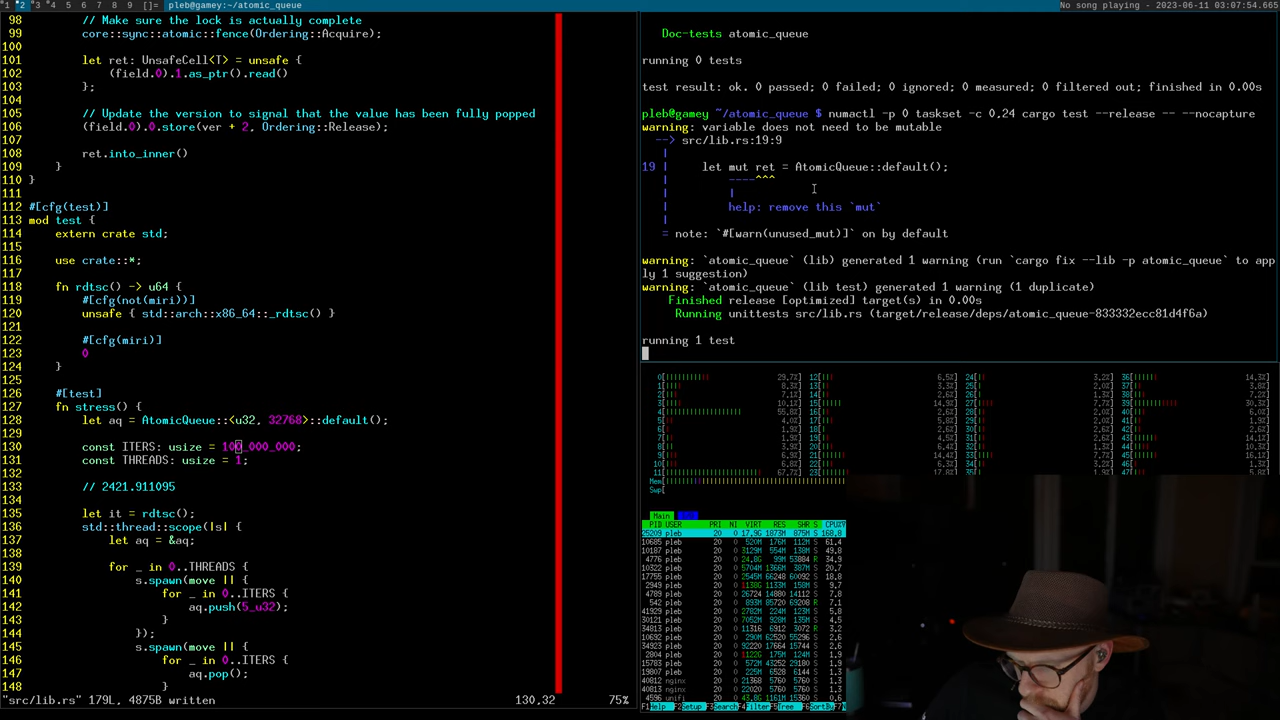 1 2 3 4 5 6 7 8 9 []= pleb@gamey:~/atomic_queue
No song playing - 2023-06-11 03:07:54.665
98 // Make sure the lock is actually complete
99 core::sync::atomic::fence(Ordering::Acquire);
100
101 let ret: UnsafeCell<T> = unsafe {
102 (field.0).1.as_ptr().read()
103 };
104
105 // Update the version to signal that the value has been fully popped
106 (field.0).0.store(ver + 2, Ordering::Release);
107
108 ret.into_inner()
109 }
110 }
111
112 #[cfg(test)]
113 mod test {
114 extern crate std;
115
116 use crate::*;
117
118 fn rdtsc() -> u64 {
119 #[cfg(not(miri))]
120 unsafe { std::arch::x86_64::_rdtsc() }
121
122 #[cfg(miri)]
123 0
124 }
125
126 #[test]
127 fn stress() {
128 let aq = AtomicQueue::<u32, 32768>::default();
129
130 const ITERS: usize = 100_000_000;
131 const THREADS: usize = 1;
132
133 // 2421.911095
134
135 let it = rdtsc();
136 std::thread::scope(|s| {
137 let aq = &aq;
138
139 for _ in 0..THREADS {
140 s.spawn(move || {
141 for _ in 0..ITERS {
142 aq.push(5_u32);
143 }
144 });
145 s.spawn(move || {
146 for _ in 0..ITERS {
147 aq.pop();
148 }
"src/lib.rs" 179L, 4875B written 130,32 75%
Doc-tests atomic_queue
running 0 tests
test result: ok. 0 passed; 0 failed; 0 ignored; 0 measured; 0 filtered out; finished in 0.00s
pleb@gamey ~/atomic_queue $ numactl -p 0 taskset -c 0,24 cargo test --release -- --nocapture
warning: variable does not need to be mutable
--> src/lib.rs:19:9
|
19 | let mut ret = AtomicQueue::default();
| ----^^^
| |
| help: remove this `mut`
|
= note: `#[warn(unused_mut)]` on by default
warning: `atomic_queue` (lib) generated 1 warning (run `cargo fix --lib -p atomic_queue` to app
ly 1 suggestion)
warning: `atomic_queue` (lib test) generated 1 warning (1 duplicate)
Finished release [optimized] target(s) in 0.00s
Running unittests src/lib.rs (target/release/deps/atomic_queue-833332ecc81d4f6a)
running 1 test
Mem[
Swp[
Main
PID USER PRI NI VIRT RES SHR S CPU%